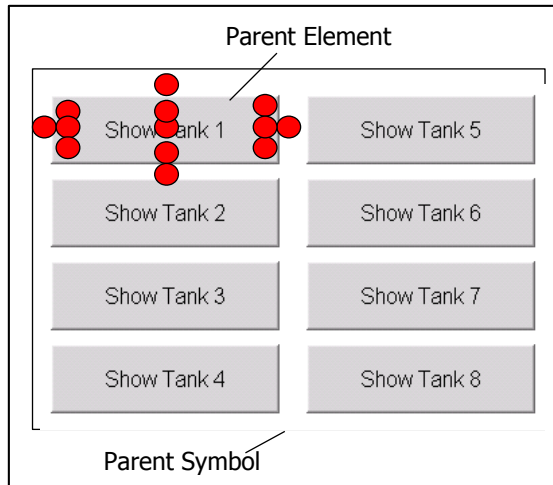 Parent Element
Show Tank 1
Show Tank 5
Show Tank 2
Show Tank 6
Show Tank 3
Show Tank 7
Show Tank 4
Show Tank 8
Parent Symbol